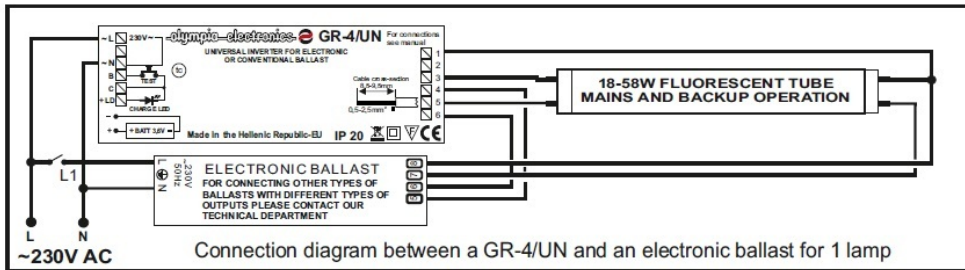 ~L
230V~
olympia electronics GR-4/UN
For connections
see manual
UNIVERSAL INVERTER FOR ELECTRONIC
OR CONVENTIONAL BALLAST
~N
B
TEST
tc
C
+LD
CHARGE LED
Cable cross-section
8,5-9,5mm
0,5-2,5mm²
1
2
3
4
5
6
- 
+
+ BATT 3,6V -
Made in the Hellenic Republic-EU
IP 20
F
CE
18-58W FLUORESCENT TUBE
MAINS AND BACKUP OPERATION
L1
L
N
~230V
50Hz
ELECTRONIC BALLAST
FOR CONNECTING OTHER TYPES OF
BALLASTS WITH DIFFERENT TYPES OF
OUTPUTS PLEASE CONTACT OUR
TECHNICAL DEPARTMENT
L
N
~230V AC
Connection diagram between a GR-4/UN and an electronic ballast for 1 lamp